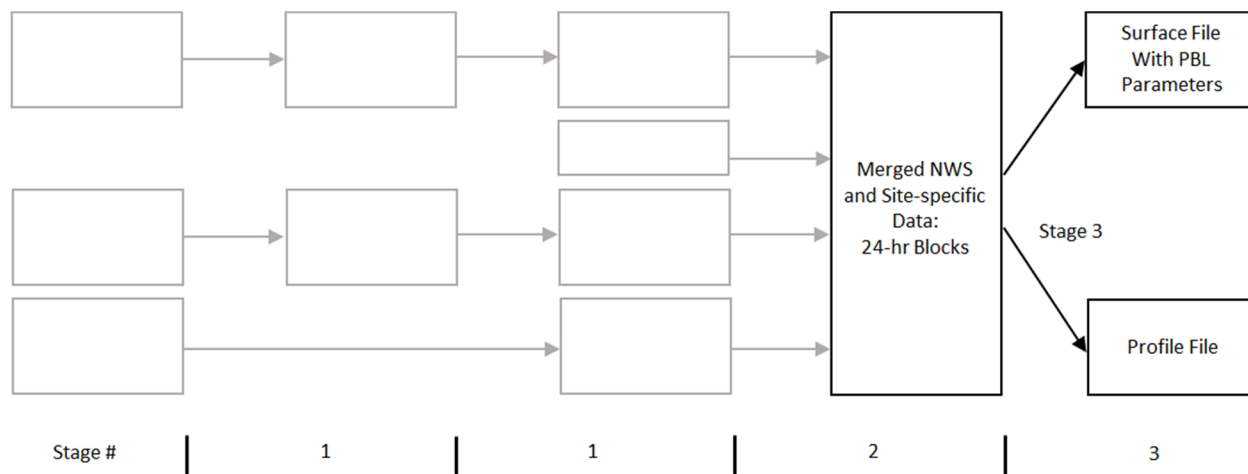 Surface File
With PBL
Parameters
Merged NWS
and Site-specific
Data:
24-hr Blocks
Stage 3
Profile File
Stage #
1
1
2
3